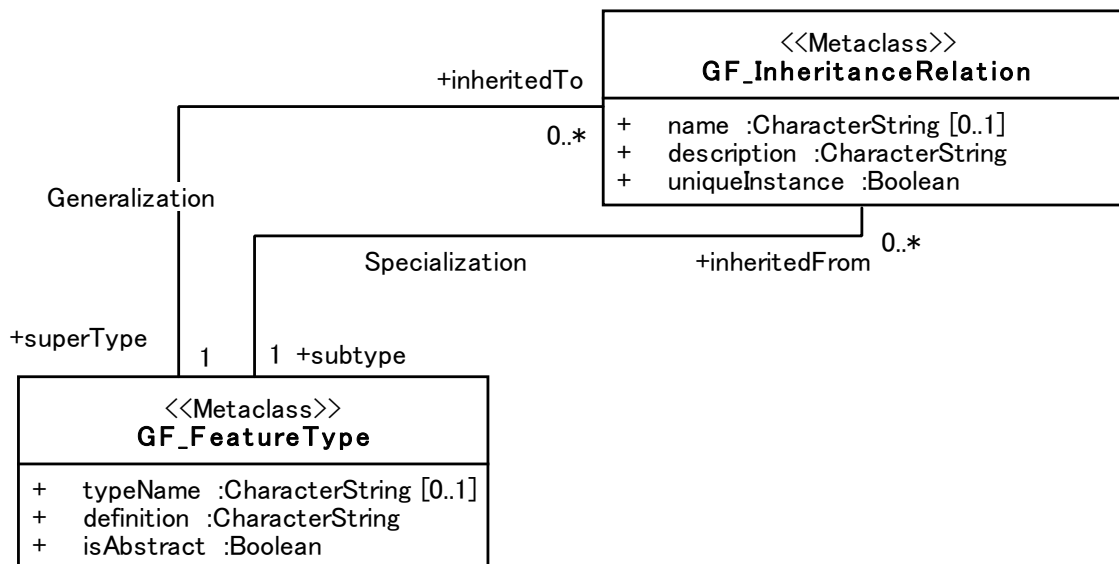 <<Metaclass>>
GF_InheritanceRelation
+ name :CharacterString [0..1]
+ description :CharacterString
+ uniqueInstance :Boolean
+inheritedTo
0..*
Generalization
0..*
Specialization
+inheritedFrom
+superType
1
1 +subtype
<<Metaclass>>
GF_FeatureType
+ typeName :CharacterString [0..1]
+ definition :CharacterString
+ isAbstract :Boolean